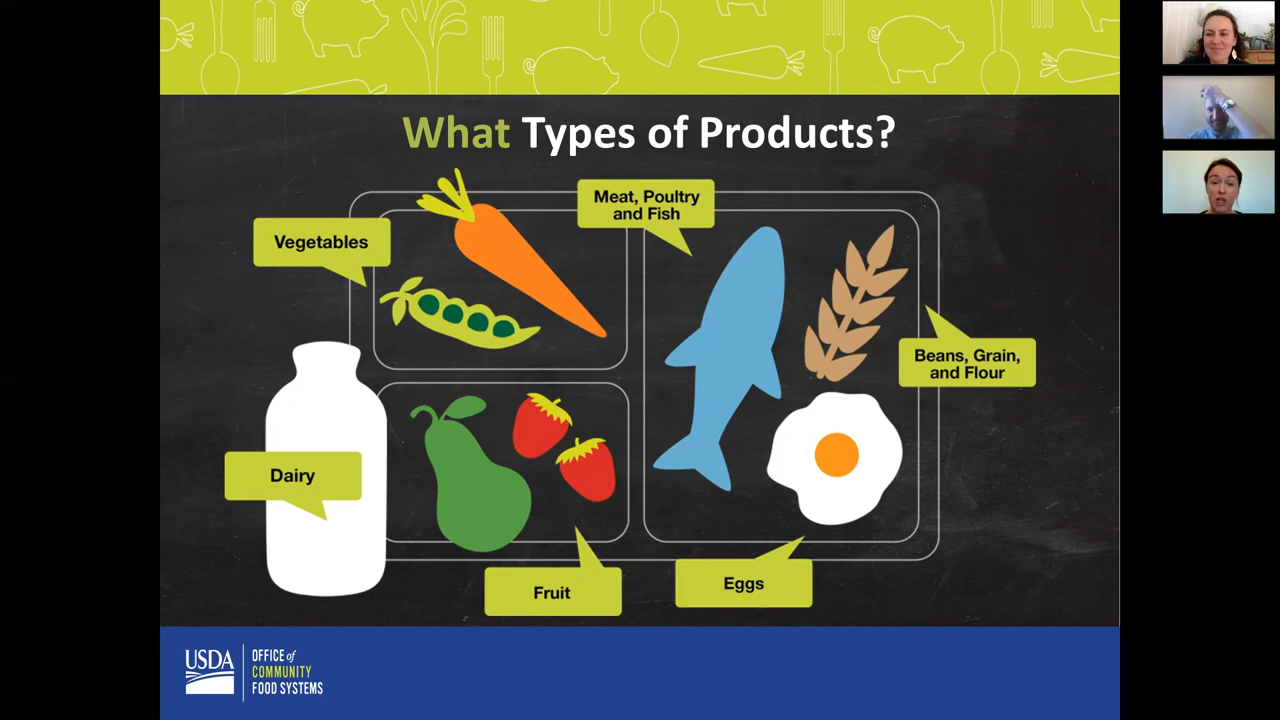 What Types of Products?
Meat, Poultry
and Fish
Vegetables
Beans, Grain,
and Flour
Dairy
Fruit
Eggs
USDA
OFFICE of
COMMUNITY
FOOD SYSTEMS